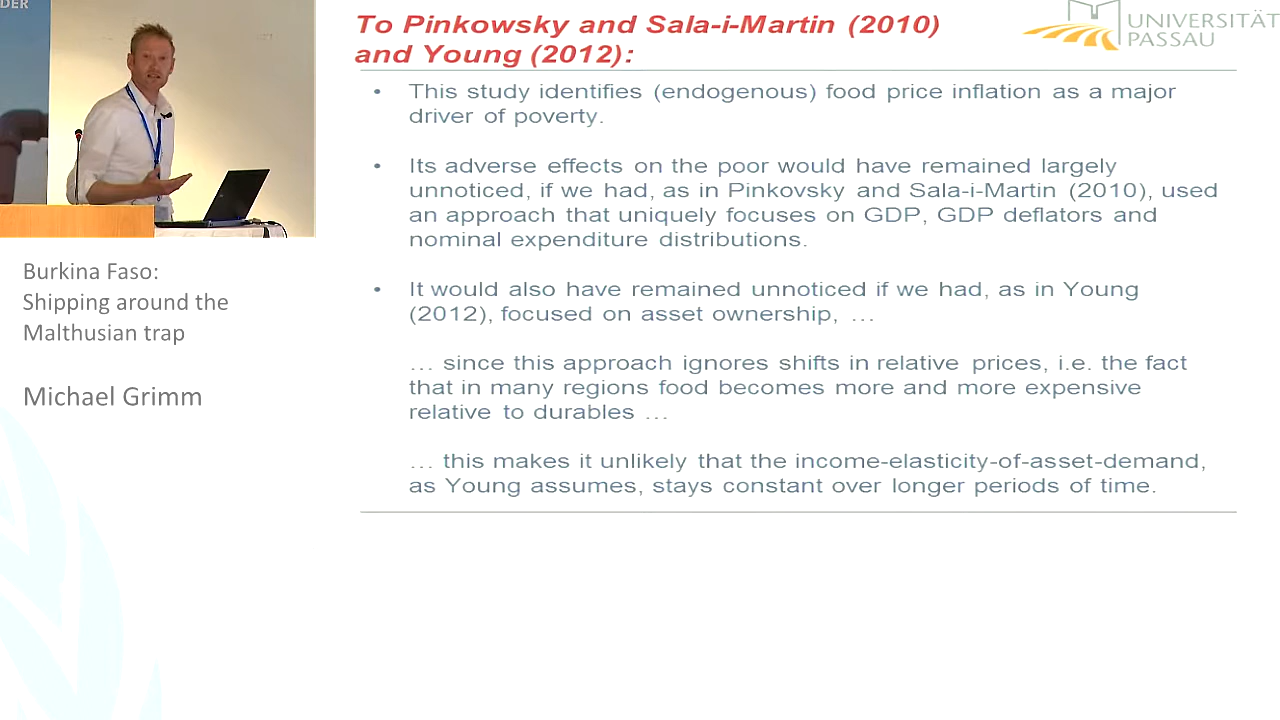 DER
To Pinkowsky and Sala-i-Martin (2010)
and Young (2012):
UNIVERSITÄT
PASSAU
• This study identifies (endogenous) food price inflation as a major
driver of poverty.
• Its adverse effects on the poor would have remained largely
unnoticed, if we had, as in Pinkovsky and Sala-i-Martin (2010), used
an approach that uniquely focuses on GDP, GDP deflators and
nominal expenditure distributions.
• It would also have remained unnoticed if we had, as in Young
(2012), focused on asset ownership, …
… since this approach ignores shifts in relative prices, i.e. the fact
that in many regions food becomes more and more expensive
relative to durables …
… this makes it unlikely that the income-elasticity-of-asset-demand,
as Young assumes, stays constant over longer periods of time.
Burkina Faso:
Shipping around the
Malthusian trap
Michael Grimm